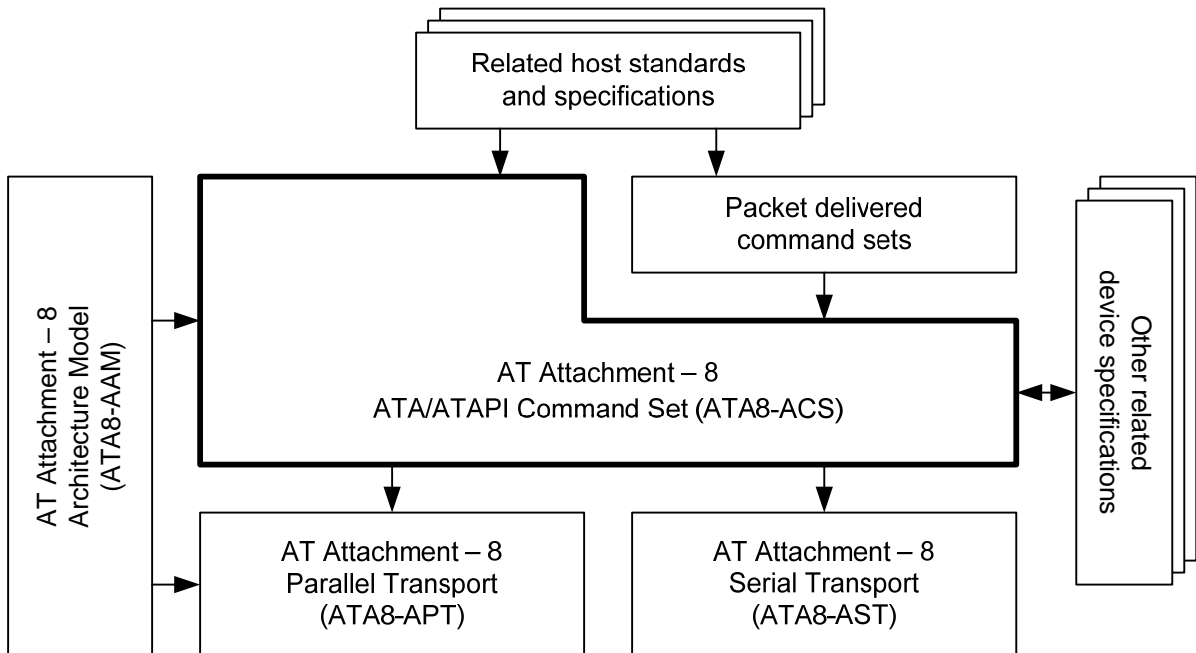 Related host standards
and specifications
Packet delivered
command sets
AT Attachment – 8
Architecture Model
(ATA8-AAM)
AT Attachment – 8
ATA/ATAPI Command Set (ATA8-ACS)
Other related
device specifications
AT Attachment – 8
Parallel Transport
(ATA8-APT)
AT Attachment – 8
Serial Transport
(ATA8-AST)